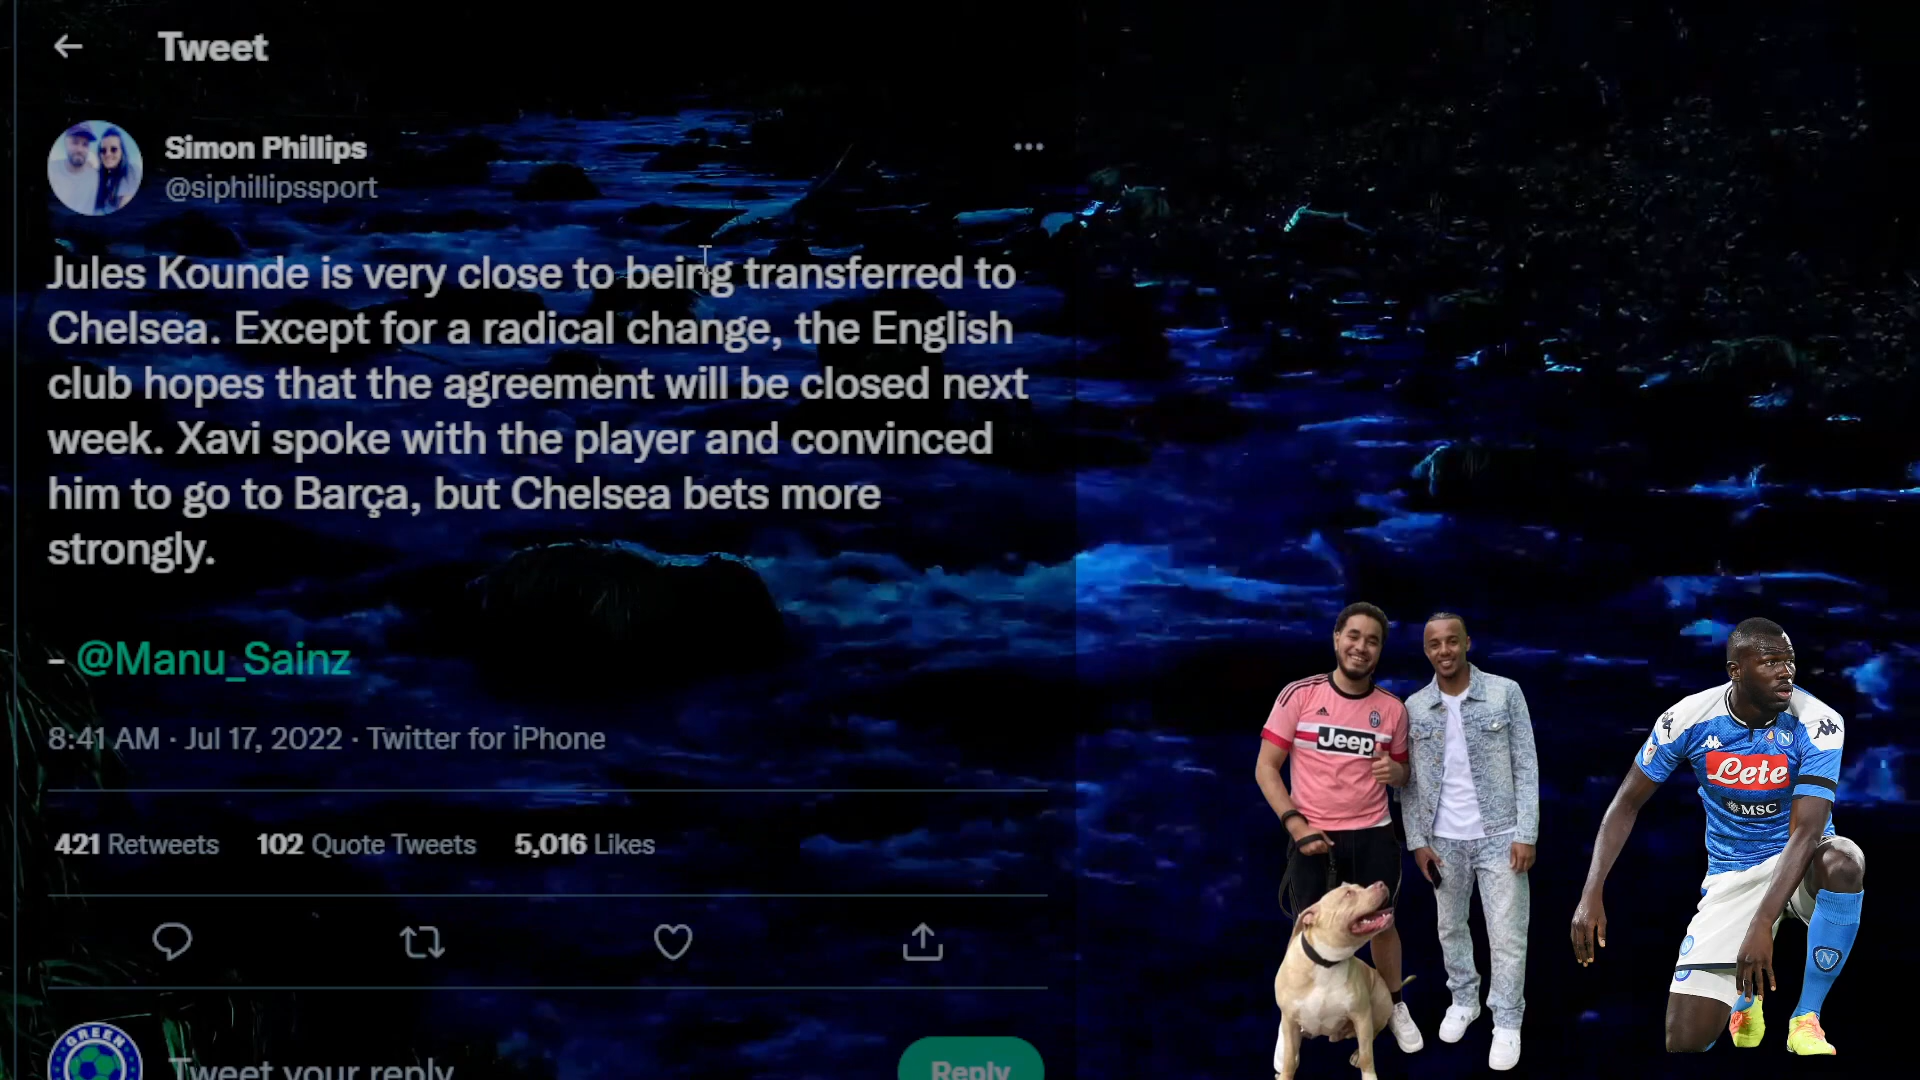 Tweet
Simon Phillips
@siphillipssport
Jules Kounde is very close to being transferred to
Chelsea. Except for a radical change, the English
club hopes that the agreement will be closed next
week. Xavi spoke with the player and convinced
him to go to Barça, but Chelsea bets more
strongly.
- @Manu_Sainz
8:41 AM · Jul 17, 2022 · Twitter for iPhone
421 Retweets 102 Quote Tweets 5,016 Likes
GREEN
Tweet your reply
Reply
Jeep
Lete
MSC
N
N